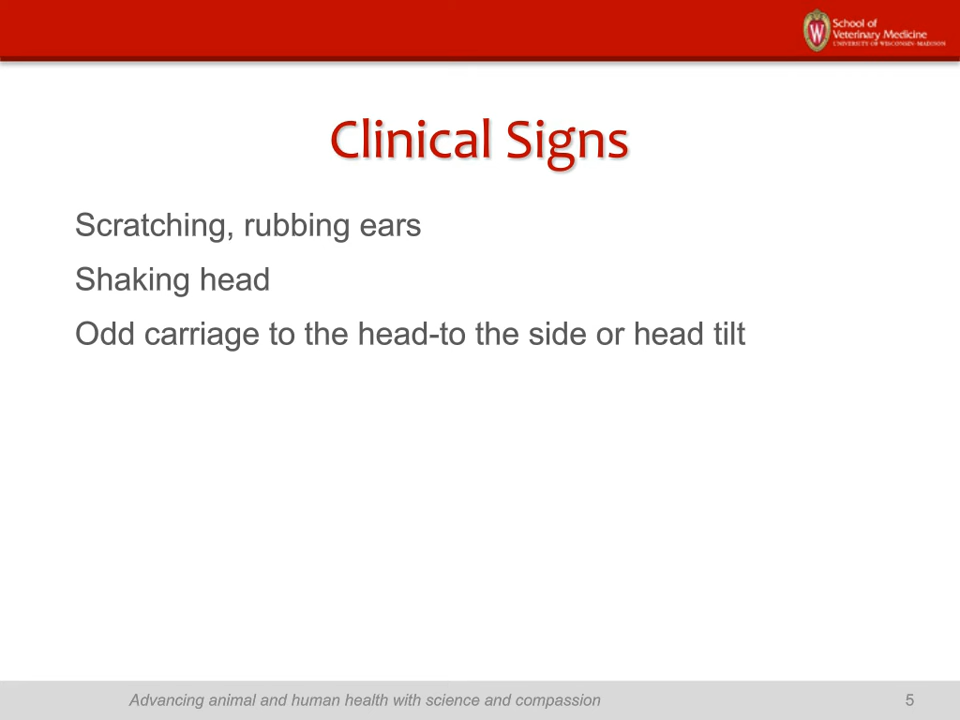 W
School of
Veterinary Medicine
UNIVERSITY OF WISCONSIN-MADISON
Clinical Signs
Scratching, rubbing ears
Shaking head
Odd carriage to the head-to the side or head tilt
Advancing animal and human health with science and compassion
5